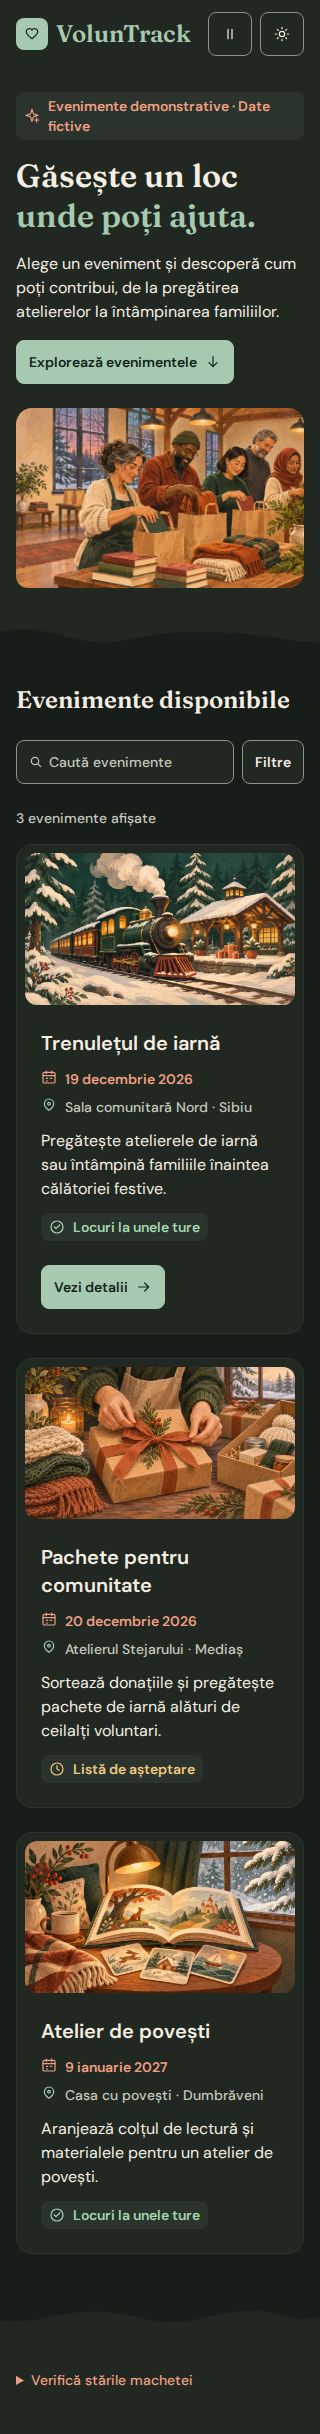 VolunTrack
Evenimente demonstrative · Date
fictive
Găsește un loc
unde poți ajuta.
Alege un eveniment și descoperă cum
poți contribui, de la pregătirea
atelierelor la întâmpinarea familiilor.
Explorează evenimentele
Evenimente disponibile
Caută evenimente
Filtre
3 evenimente afișate
Trenulețul de iarnă
19 decembrie 2026
Sala comunitară Nord · Sibiu
Pregătește atelierele de iarnă
sau întâmpină familiile înaintea
călătoriei festive.
Locuri la unele ture
Vezi detalii
Pachete pentru
comunitate
20 decembrie 2026
Atelierul Stejarului · Mediaș
Sortează donațiile și pregătește
pachete de iarnă alături de
ceilalți voluntari.
Listă de așteptare
Atelier de povești
9 ianuarie 2027
Casa cu povești · Dumbrăveni
Aranjează colțul de lectură și
materialele pentru un atelier de
povești.
Locuri la unele ture
Verifică stările machetei